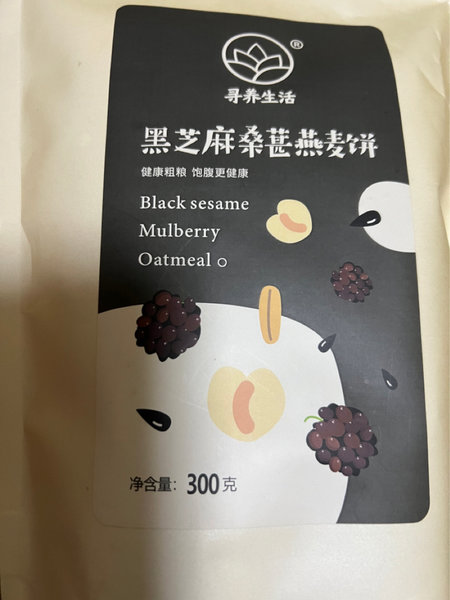 ®
寻养生活
黑芝麻桑葚燕麦饼
健康粗粮 饱腹更健康
Black sesame
Mulberry
Oatmeal
净含量：300克